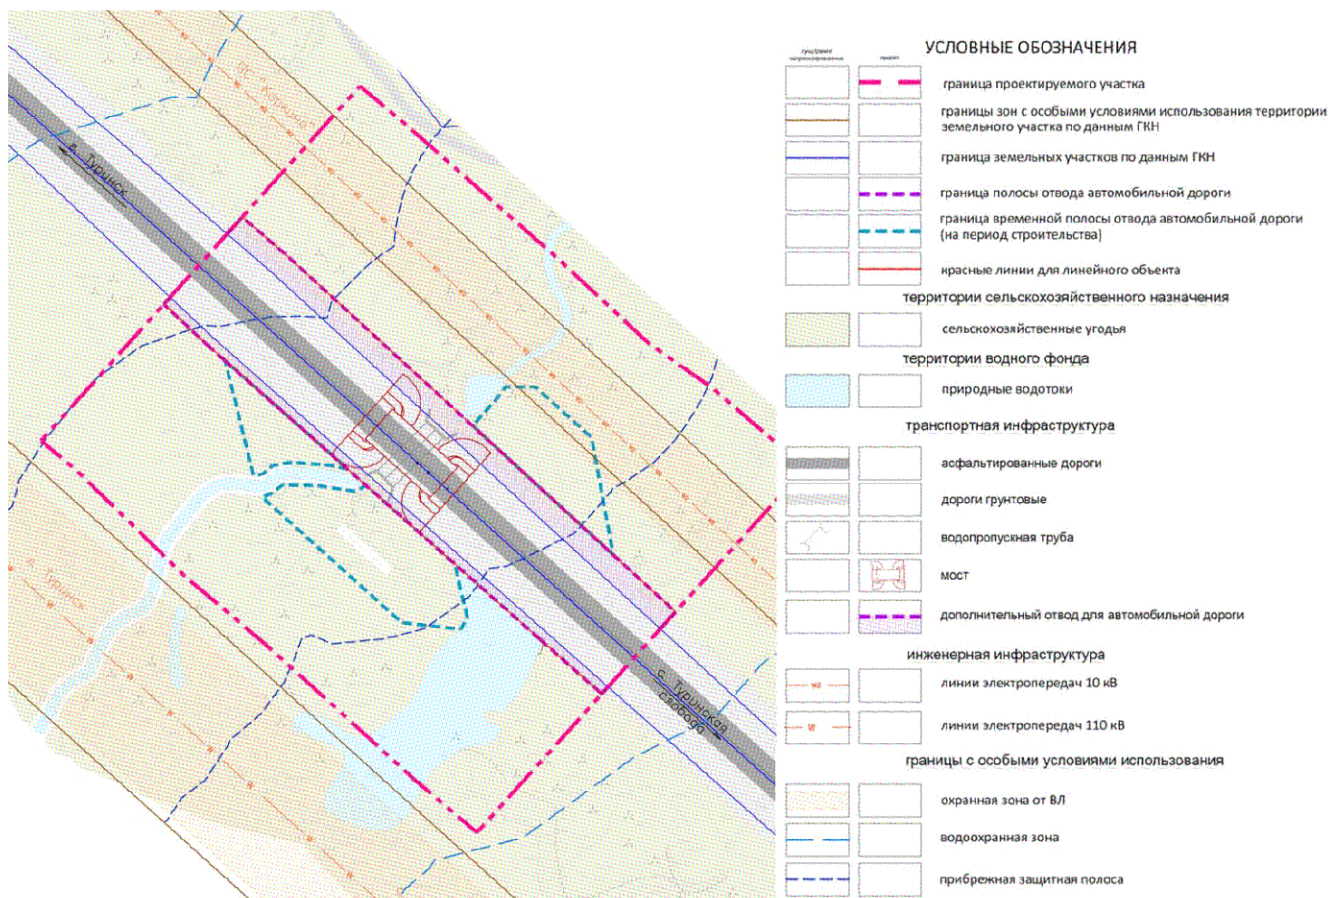 г. Туринск
с. Туринская
слобода
д. Туринск
W
УСЛОВНЫЕ ОБОЗНАЧЕНИЯ
граница проектируемого участка
границы зон с особыми условиями использования территории
земельного участка по данным ГКН
граница земельных участков по данным ГКН
граница полосы отвода автомобильной дороги
граница временной полосы отвода автомобильной дороги
(на период строительства)
красные линии для линейного объекта
территории сельскохозяйственного назначения
сельскохозяйственные угодья
территории водного фонда
природные водотоки
транспортная инфраструктура
асфальтированные дороги
дороги грунтовые
водопропускная труба
мост
дополнительный отвод для автомобильной дороги
инженерная инфраструктура
линии электропередач 10 кВ
W
линии электропередач 110 кВ
границы с особыми условиями использования
охранная зона от ВЛ
водоохранная зона
прибрежная защитная полоса